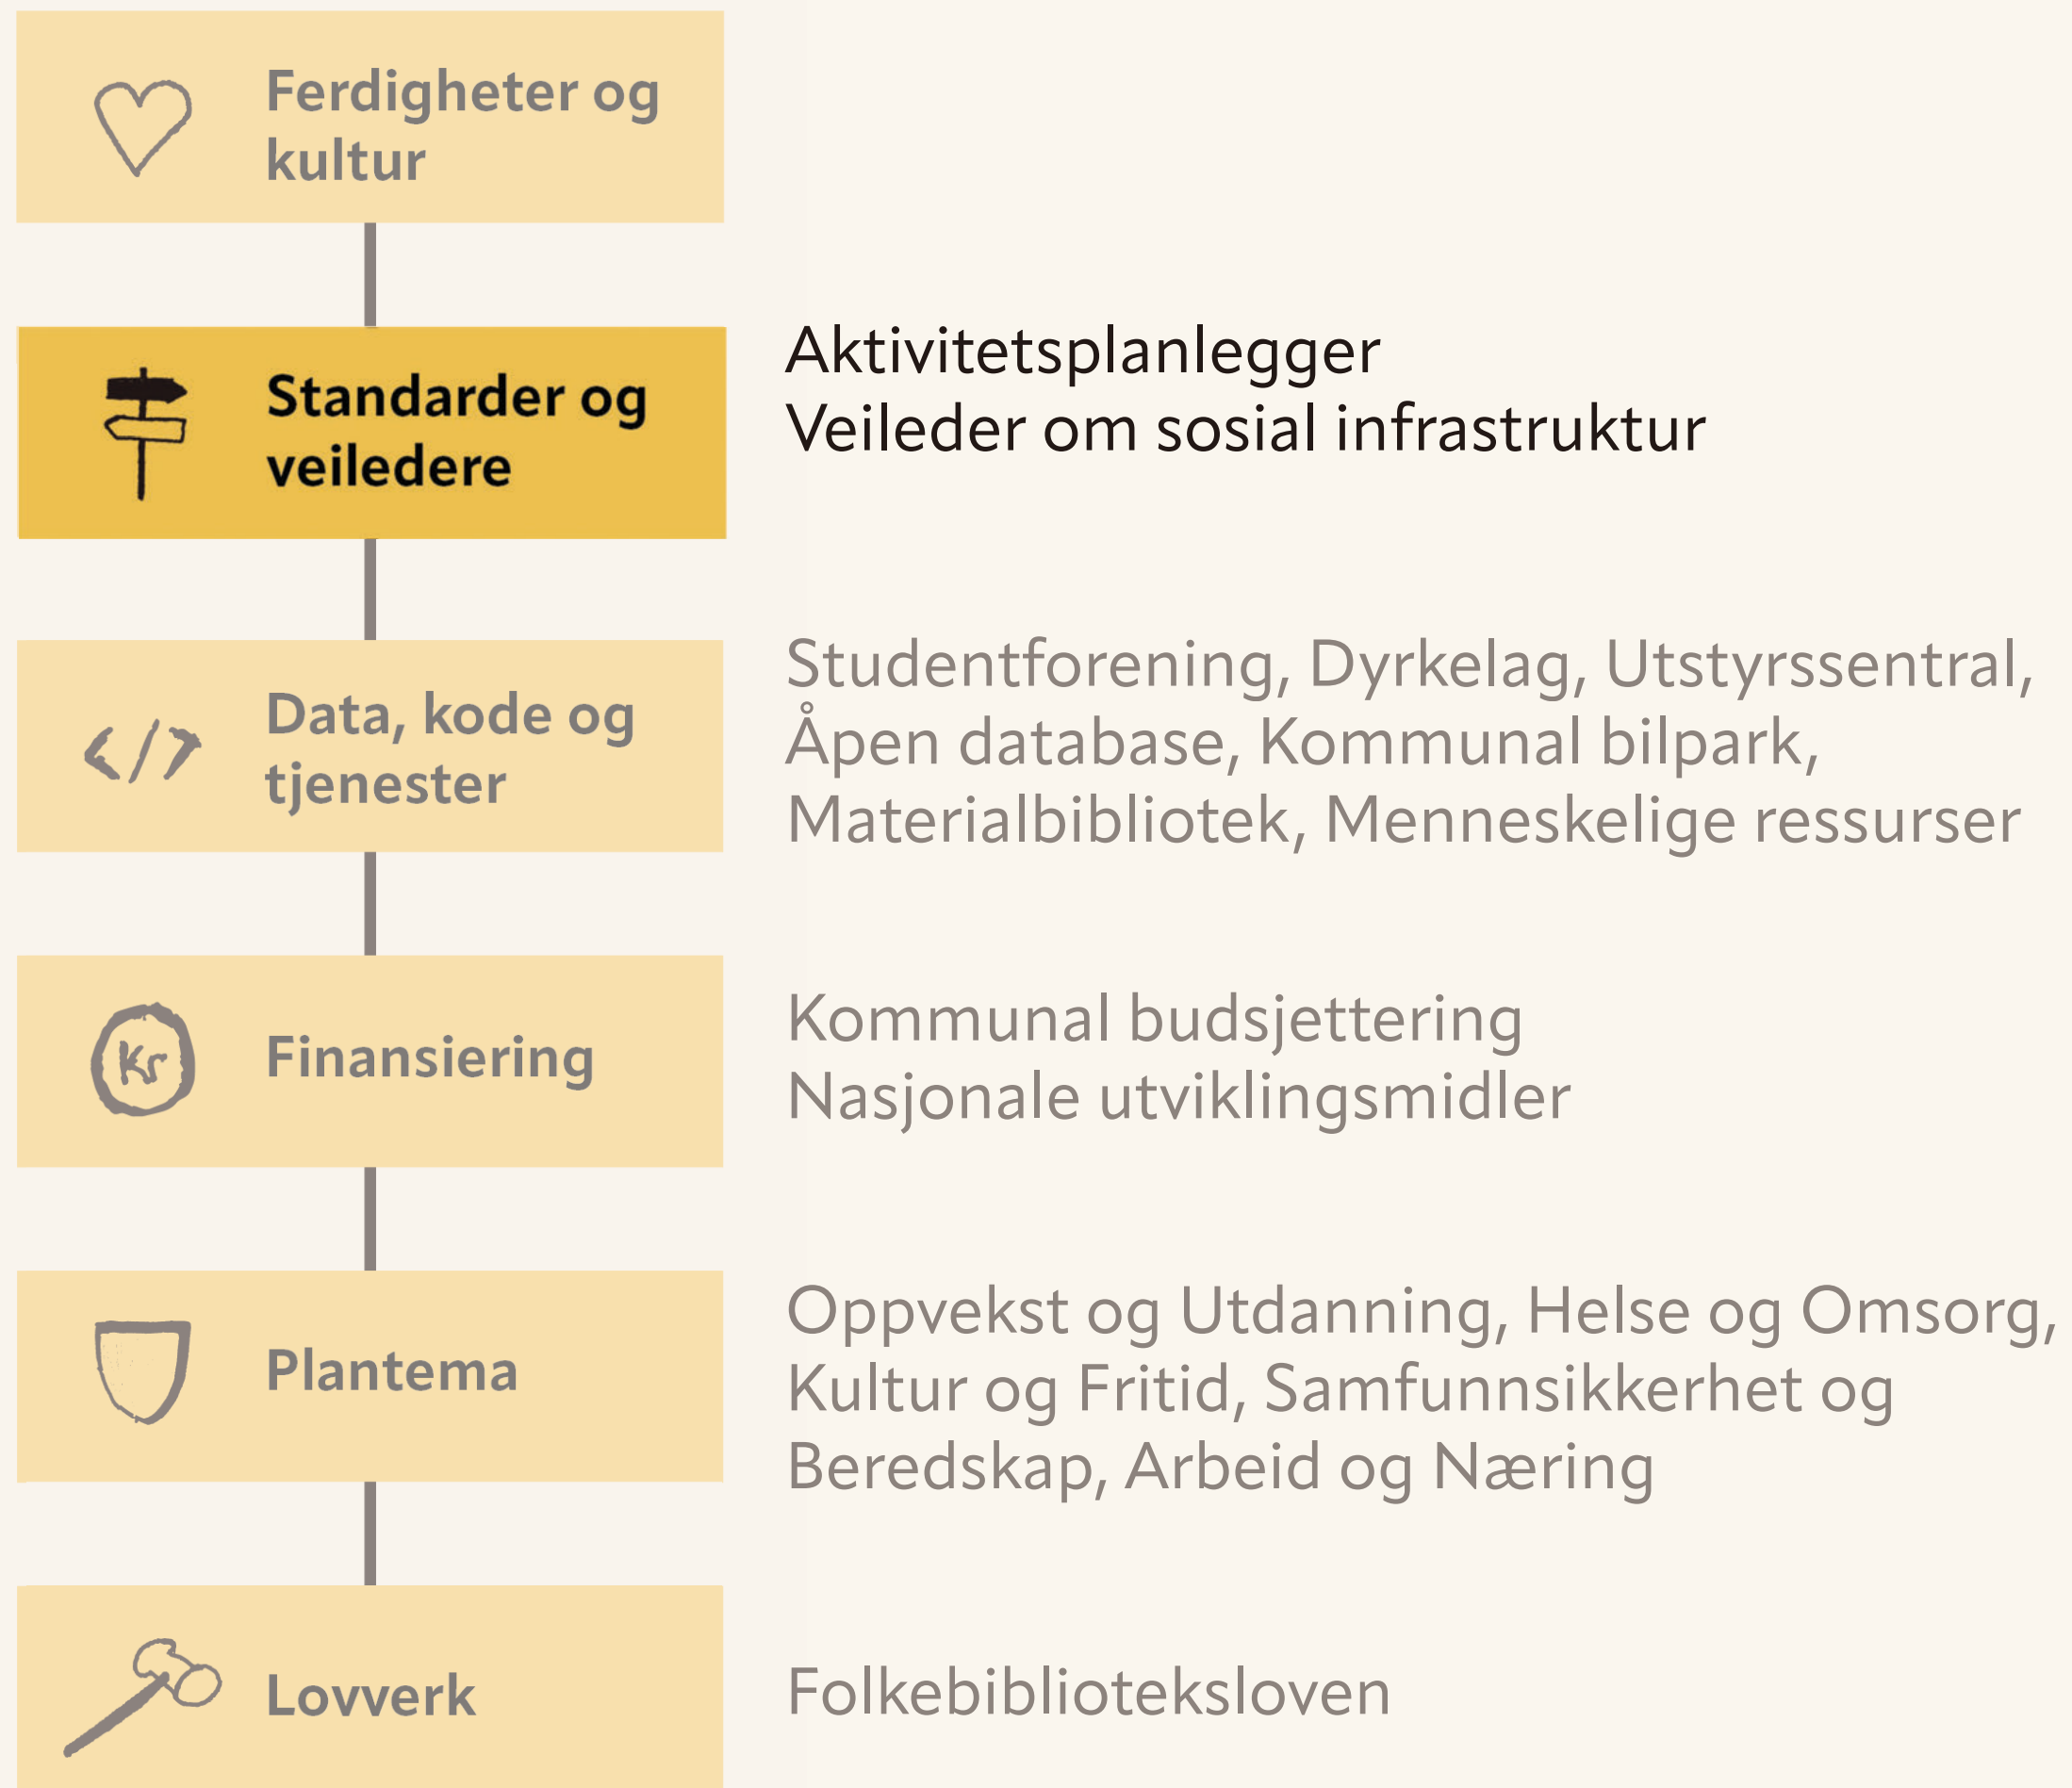 Ferdigheter og
kultur
Standarder og
veiledere
Aktivitetsplanlegger
Veileder om sosial infrastruktur
Data, kode og
tjenester
Studentforening, Dyrkelag, Utstyrssentral,
Åpen database, Kommunal bilpark,
Materialbibliotek, Menneskelige ressurser
Kr
Finansiering
Kommunal budsjettering
Nasjonale utviklingsmidler
Plantema
Oppvekst og Utdanning, Helse og Omsorg,
Kultur og Fritid, Samfunnsikkerhet og
Beredskap, Arbeid og Næring
Lovverk
Folkebiblioteksloven